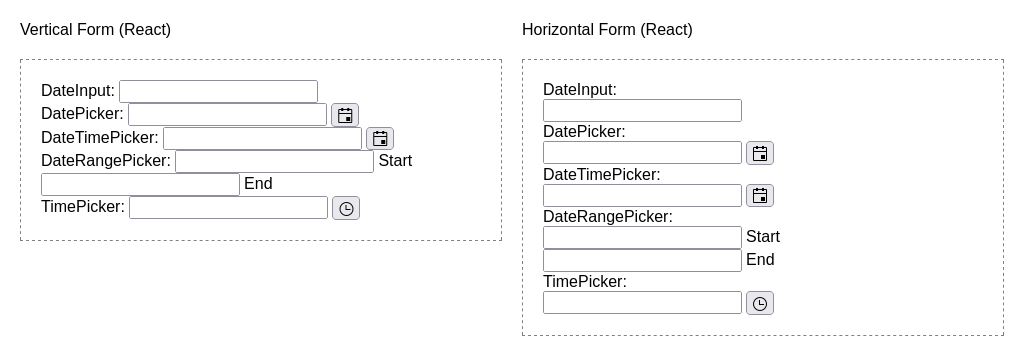 Vertical Form (React)
DateInput:
DatePicker:
DateTimePicker:
DateRangePicker: Start
End
TimePicker:
Horizontal Form (React)
DateInput:
DatePicker:
DateTimePicker:
DateRangePicker:
Start
End
TimePicker: